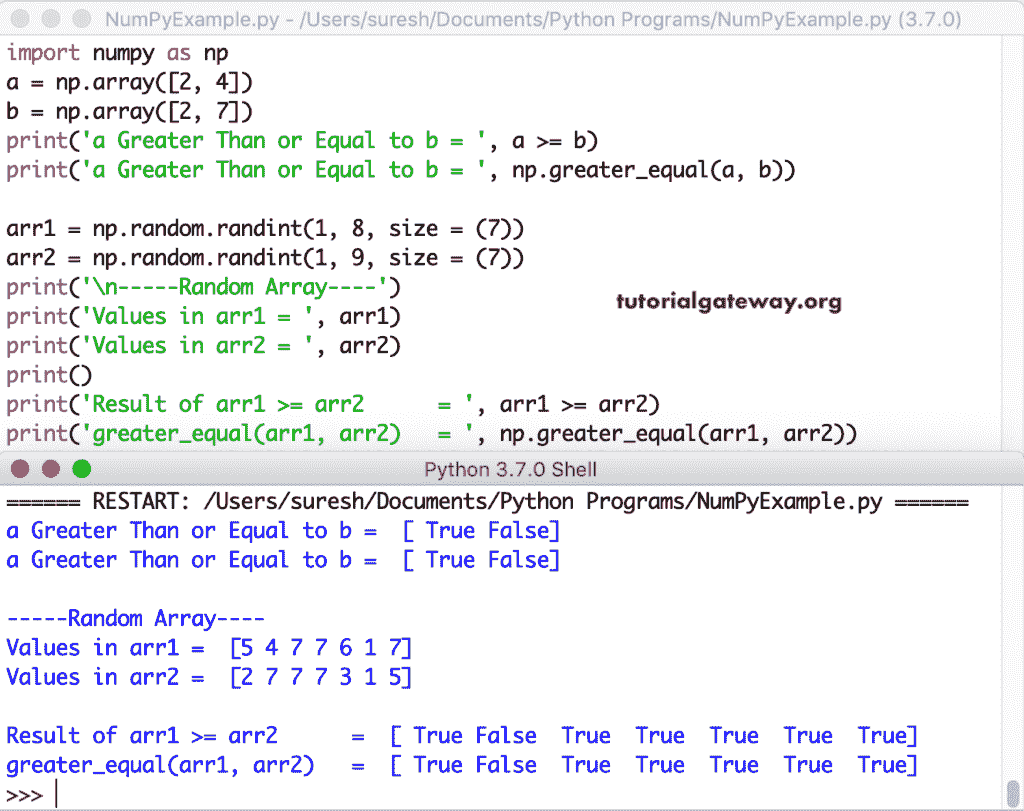 NumPyExample.py - /Users/suresh/Documents/Python Programs/NumPyExample.py (3.7.0)
import numpy as np
a = np.array([2, 4])
b = np.array([2, 7])
print('a Greater Than or Equal to b = ', a >= b)
print('a Greater Than or Equal to b = ', np.greater_equal(a, b))

arr1 = np.random.randint(1, 8, size = (7))
arr2 = np.random.randint(1, 9, size = (7))
print('\n-----Random Array----')
tutorialgateway.org
print('Values in arr1 = ', arr1)
print('Values in arr2 = ', arr2)
print()
print('Result of arr1 >= arr2      = ', arr1 >= arr2)
print('greater_equal(arr1, arr2)   = ', np.greater_equal(arr1, arr2))
Python 3.7.0 Shell
====== RESTART: /Users/suresh/Documents/Python Programs/NumPyExample.py ======
a Greater Than or Equal to b =  [ True False]
a Greater Than or Equal to b =  [ True False]

-----Random Array----
Values in arr1 =  [5 4 7 7 6 1 7]
Values in arr2 =  [2 7 7 7 3 1 5]

Result of arr1 >= arr2      =  [ True False  True  True  True  True  True]
greater_equal(arr1, arr2)   =  [ True False  True  True  True  True  True]
>>>